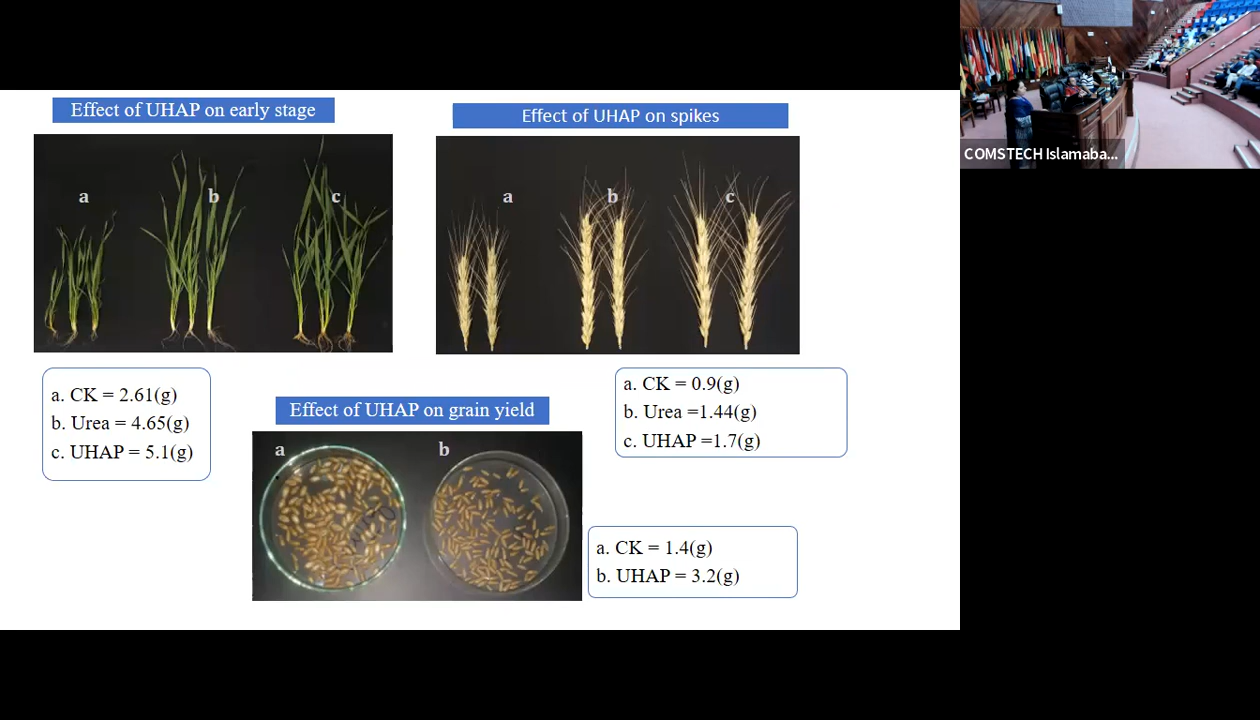 Effect of UHAP on early stage
a
b
c
a. CK = 2.61(g)
b. Urea = 4.65(g)
c. UHAP = 5.1(g)
Effect of UHAP on spikes
a
b
c
a. CK = 0.9(g)
b. Urea =1.44(g)
c. UHAP =1.7(g)
Effect of UHAP on grain yield
a
b
a. CK = 1.4(g)
b. UHAP = 3.2(g)
COMSTECH Islamaba...